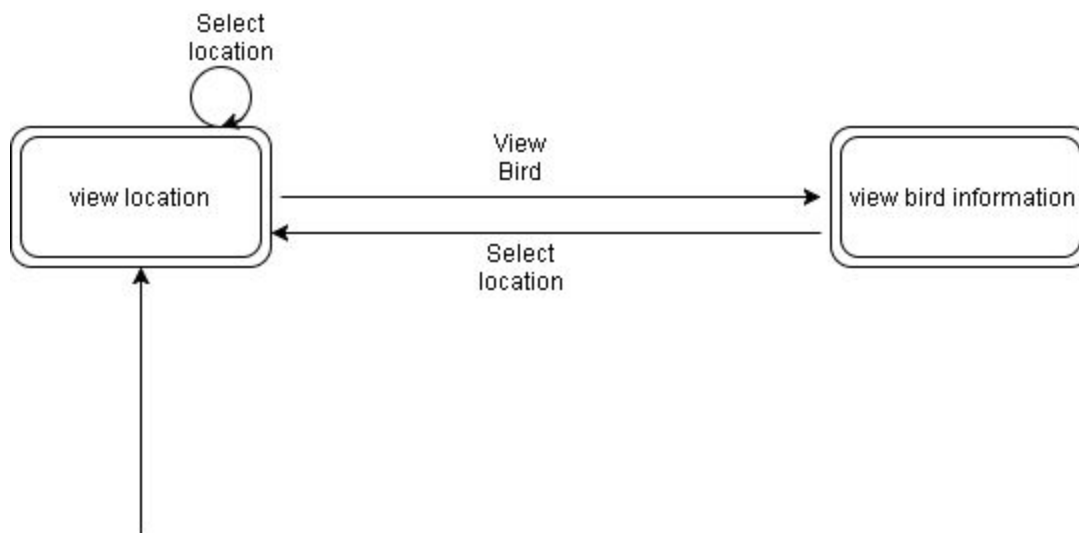 Select
location
View
Bird
view location
view bird information
Select
location